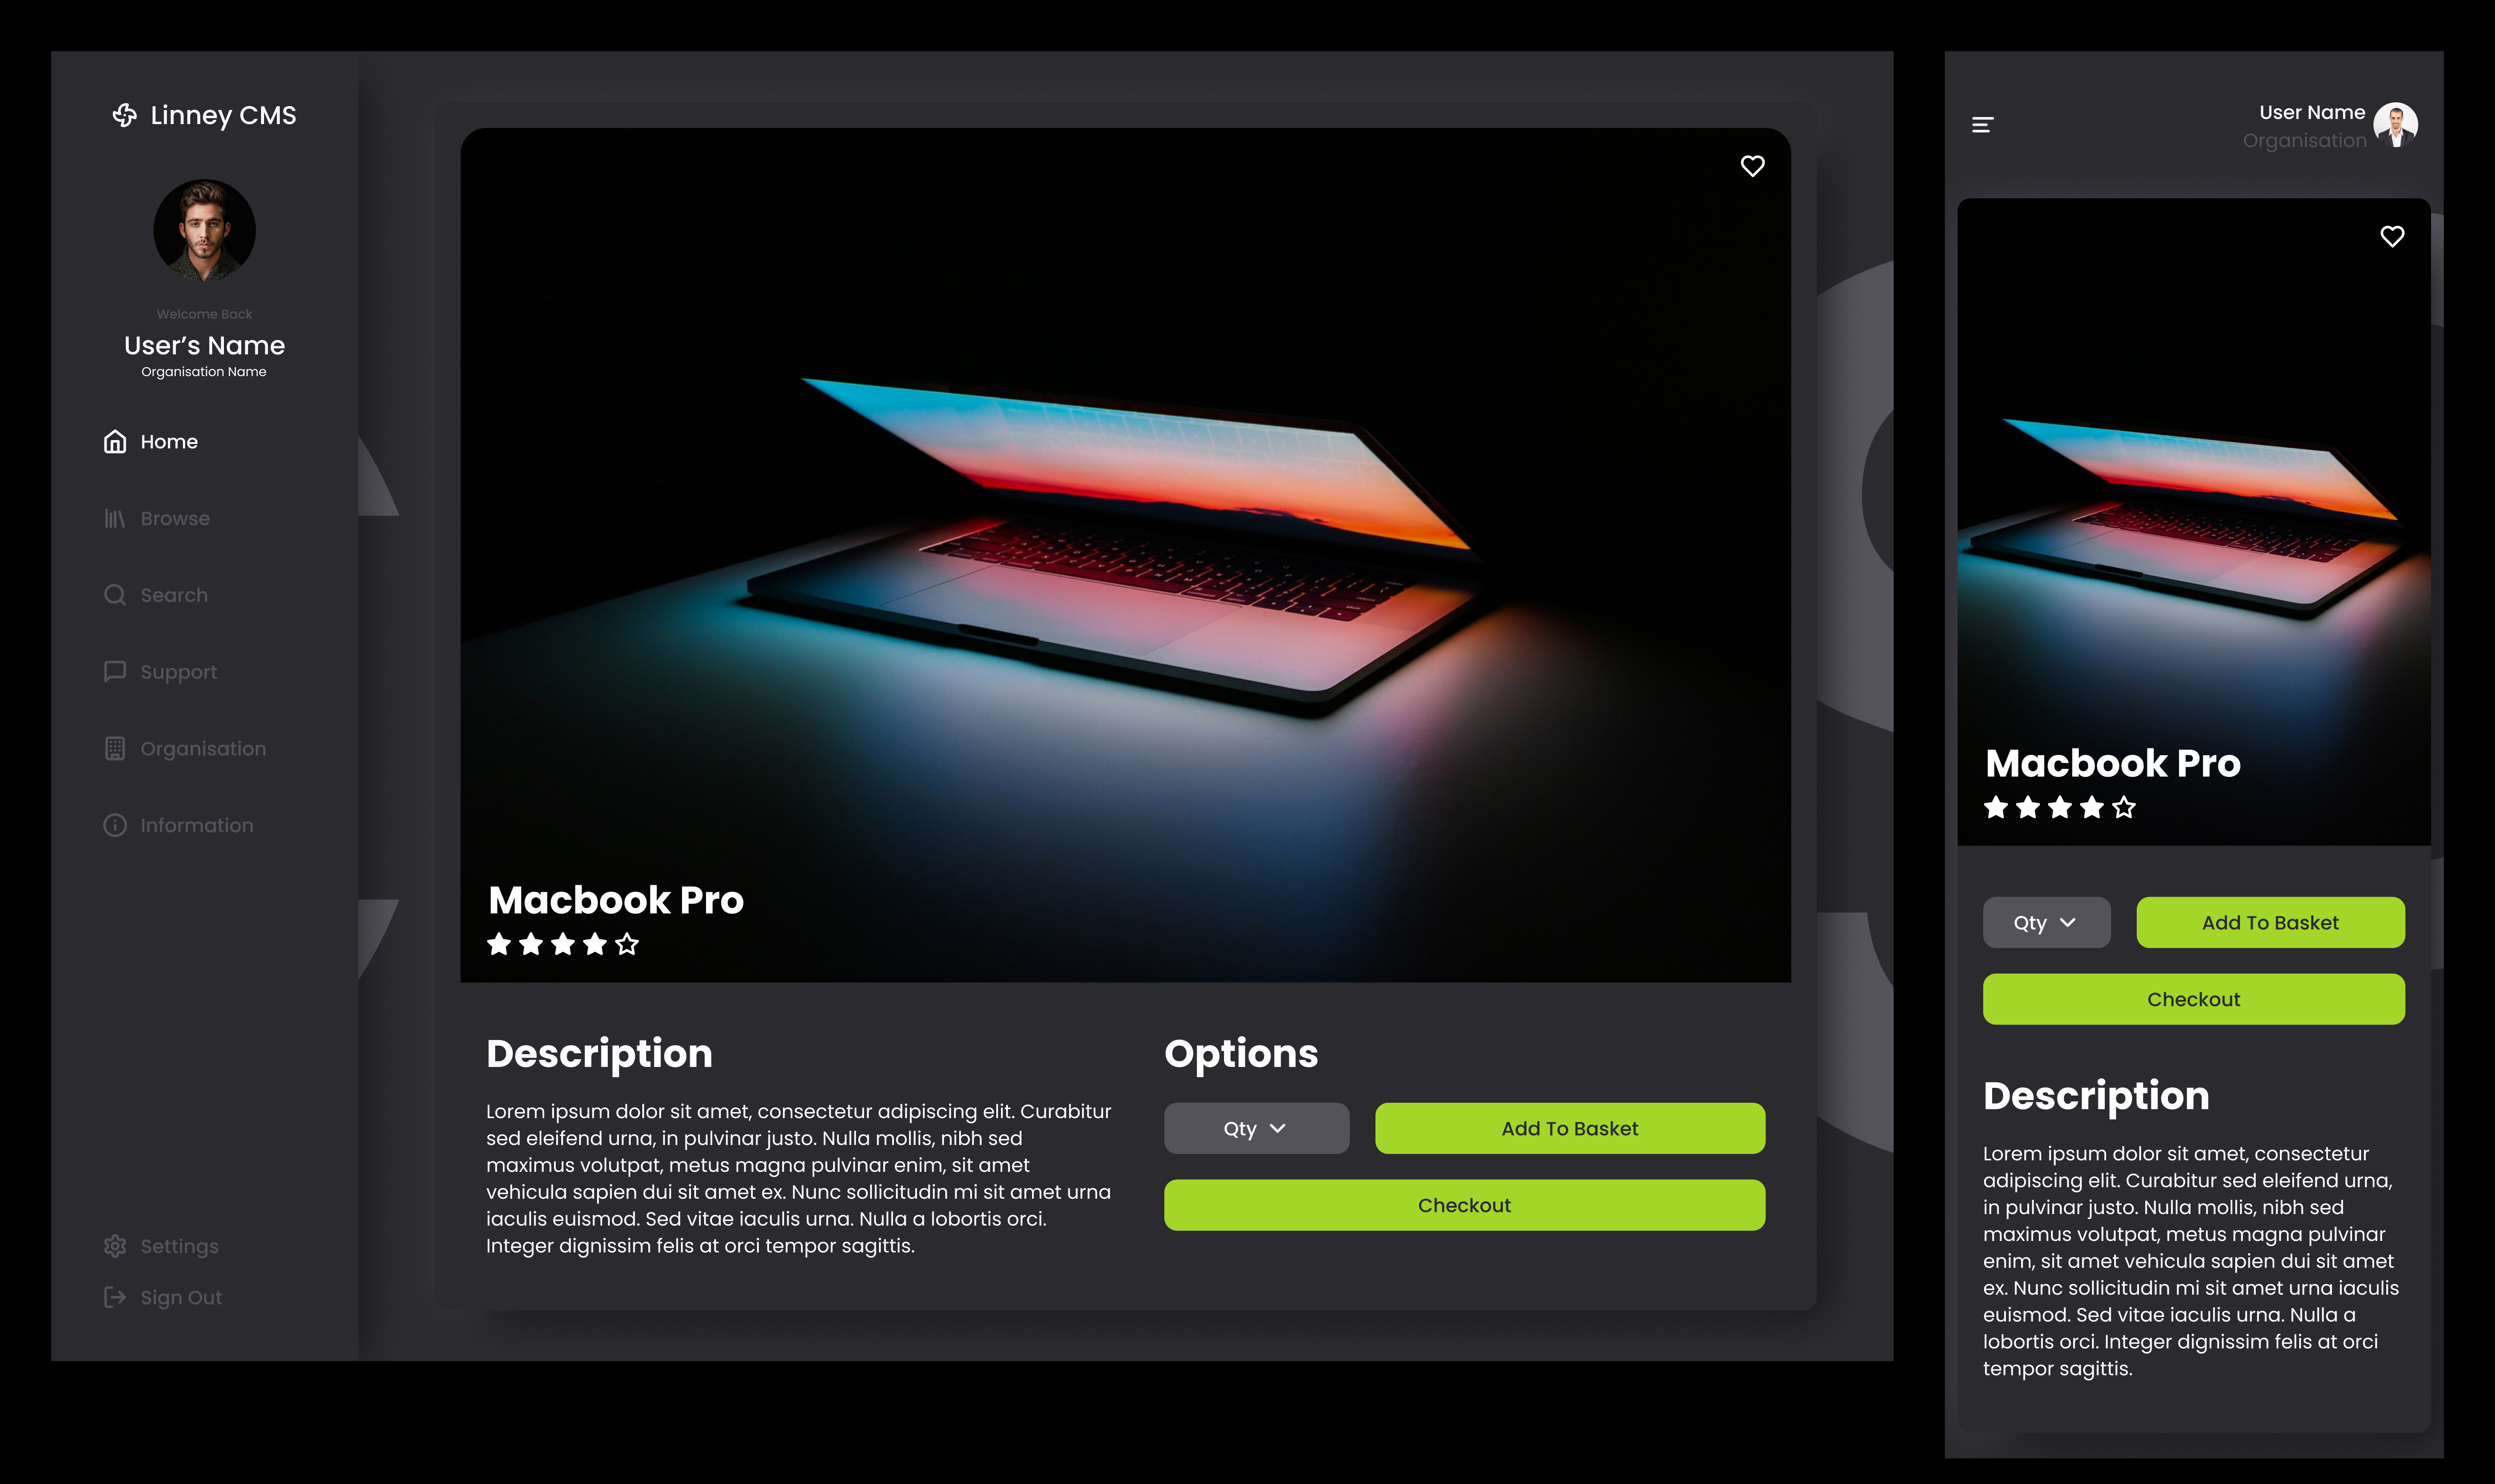 Linney CMS
Welcome Back
User’s Name
Organisation Name
Home
Browse
Search
Support
Organisation
Information
Settings
Sign Out
Macbook Pro
Description
Lorem ipsum dolor sit amet, consectetur adipiscing elit. Curabitur
sed eleifend urna, in pulvinar justo. Nulla mollis, nibh sed
maximus volutpat, metus magna pulvinar enim, sit amet
vehicula sapien dui sit amet ex. Nunc sollicitudin mi sit amet urna
iaculis euismod. Sed vitae iaculis urna. Nulla a lobortis orci.
Integer dignissim felis at orci tempor sagittis.
Options
Qty
Add To Basket
Checkout
User Name
Organisation
Macbook Pro
Qty
Add To Basket
Checkout
Description
Lorem ipsum dolor sit amet, consectetur
adipiscing elit. Curabitur sed eleifend urna,
in pulvinar justo. Nulla mollis, nibh sed
maximus volutpat, metus magna pulvinar
enim, sit amet vehicula sapien dui sit amet
ex. Nunc sollicitudin mi sit amet urna iaculis
euismod. Sed vitae iaculis urna. Nulla a
lobortis orci. Integer dignissim felis at orci
tempor sagittis.